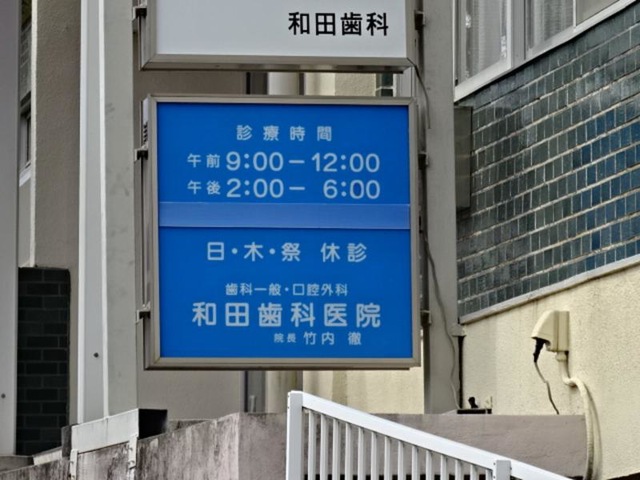 和田歯科
診療時間
午前 9:00－12:00
午後 2:00－ 6:00
日・木・祭 休診
歯科一般・口腔外科
和田歯科医院
院長 竹内 徹